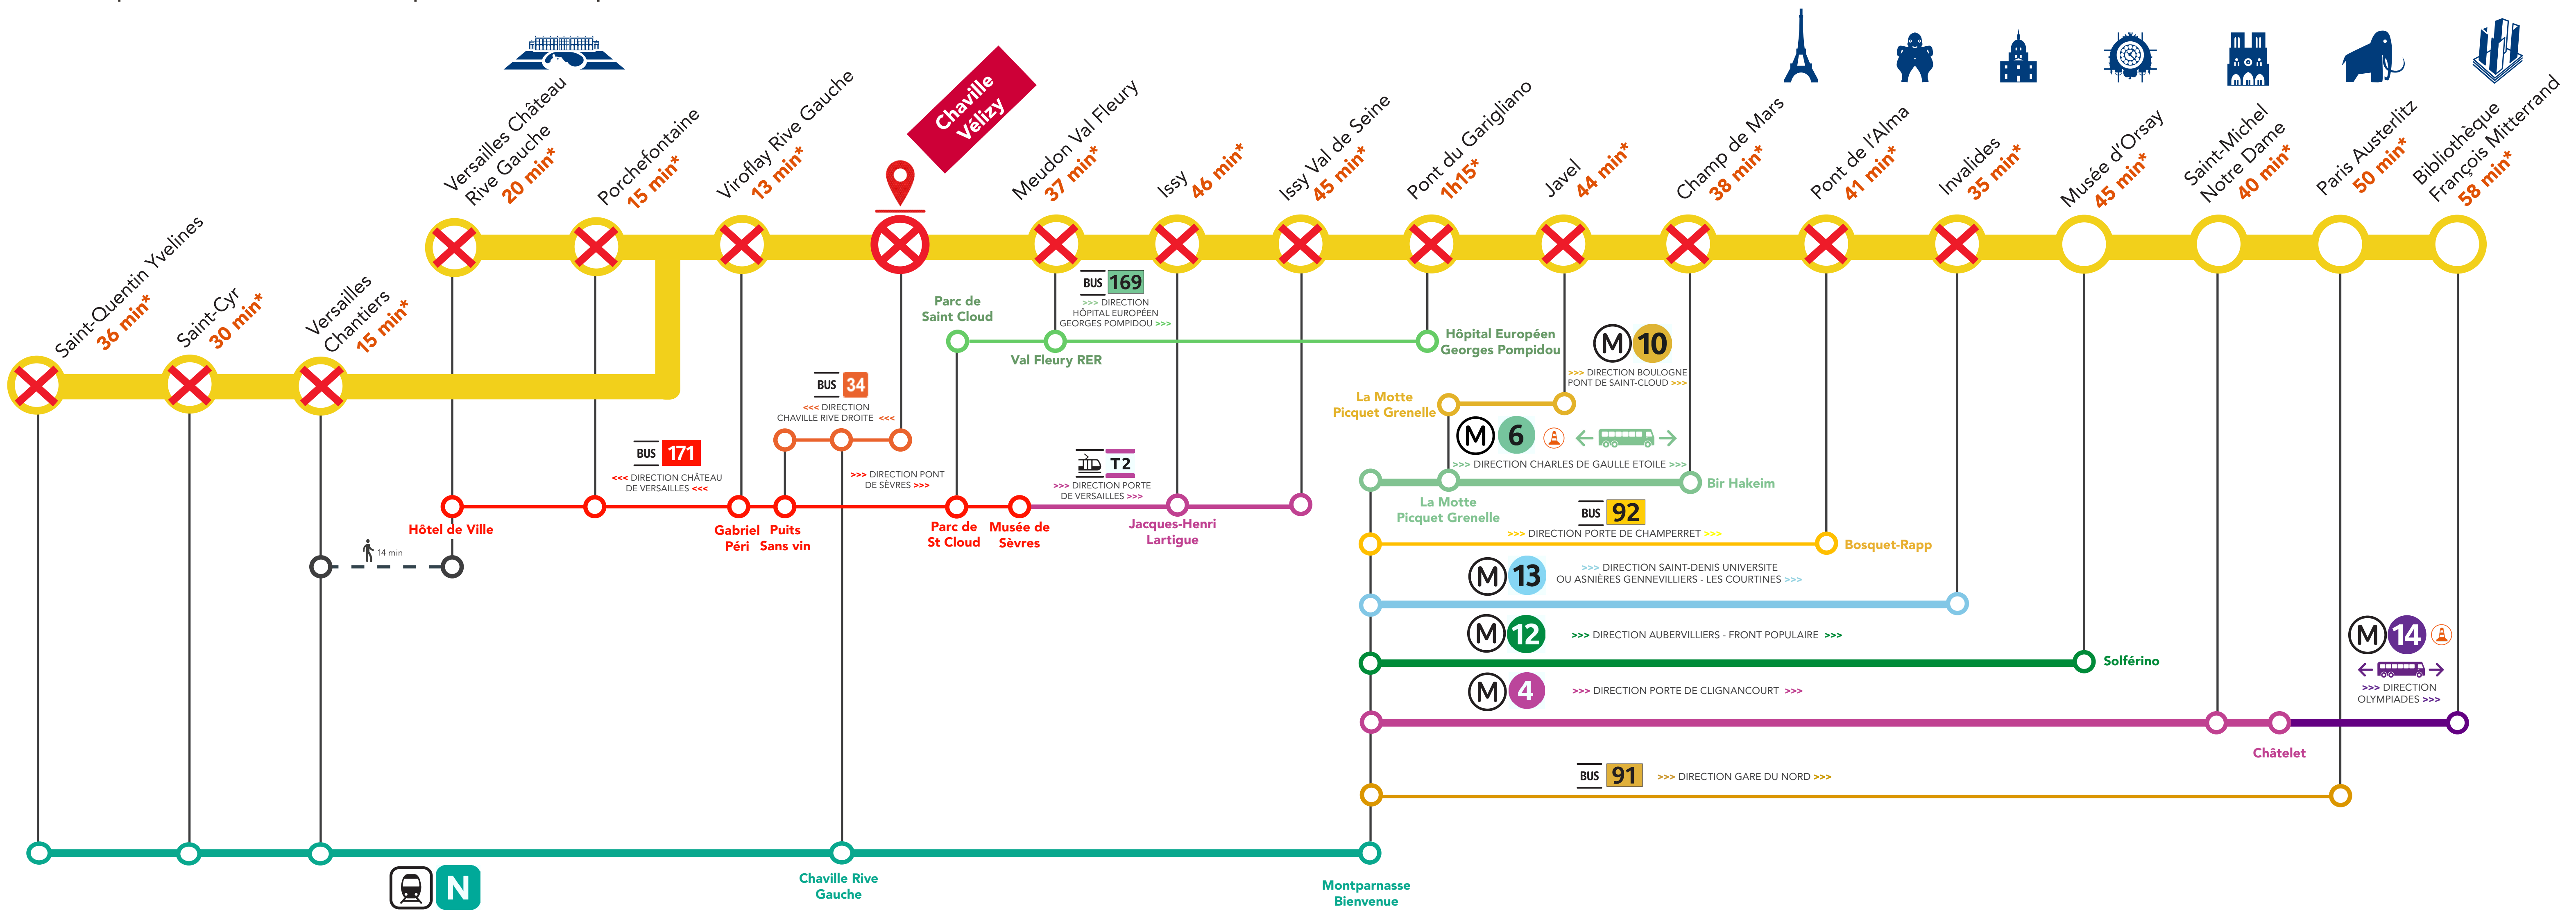 Versailles Château
Rive Gauche
20 min*
Porchefontaine
15 min*
Viroflay Rive Gauche
13 min*
Chaville
Vélizy
Meudon Val Fleury
37 min*
Issy
46 min*
Issy Val de Seine
45 min*
Pont du Garigliano
1h15*
Javel
44 min*
Champ de Mars
38 min*
Pont de l'Alma
41 min*
Invalides
35 min*
Musée d'Orsay
45 min*
Saint-Michel
Notre Dame
40 min*
Paris Austerlitz
50 min*
Bibliothèque
François Mitterrand
58 min*
Saint-Quentin Yvelines
36 min*
Saint-Cyr
30 min*
Versailles
Chantiers
15 min*
BUS 169
>>> DIRECTION
HÔPITAL EUROPÉEN
GEORGES POMPIDOU >>>
Parc de
Saint Cloud
Val Fleury RER
Hôpital Européen
Georges Pompidou
M 10
>>> DIRECTION BOULOGNE
PONT DE SAINT-CLOUD >>>
La Motte
Picquet Grenelle
BUS 34
<<< DIRECTION
CHAVILLE RIVE DROITE <<<
M 6
>>> DIRECTION CHARLES DE GAULLE ETOILE >>>
La Motte
Picquet Grenelle
Bir Hakeim
BUS 171
<<< DIRECTION CHÂTEAU
DE VERSAILLES <<<
>>> DIRECTION PONT
DE SÈVRES >>>
T2
>>> DIRECTION PORTE
DE VERSAILLES >>>
Hôtel de Ville
Gabriel
Péri
Puits
Sans vin
Parc de
St Cloud
Musée de
Sèvres
Jacques-Henri
Lartigue
14 min
BUS 92
>>> DIRECTION PORTE DE CHAMPERRET >>>
Bosquet-Rapp
M 13
>>> DIRECTION SAINT-DENIS UNIVERSITE
OU ASNIÈRES GENNEVILLIERS - LES COURTINES >>>
M 12
>>> DIRECTION AUBERVILLIERS - FRONT POPULAIRE >>>
Solférino
M 4
>>> DIRECTION PORTE DE CLIGNANCOURT >>>
Châtelet
M 14
>>> DIRECTION
OLYMPIADES >>>
BUS 91
>>> DIRECTION GARE DU NORD >>>
N
Chaville Rive
Gauche
Montparnasse
Bienvenue